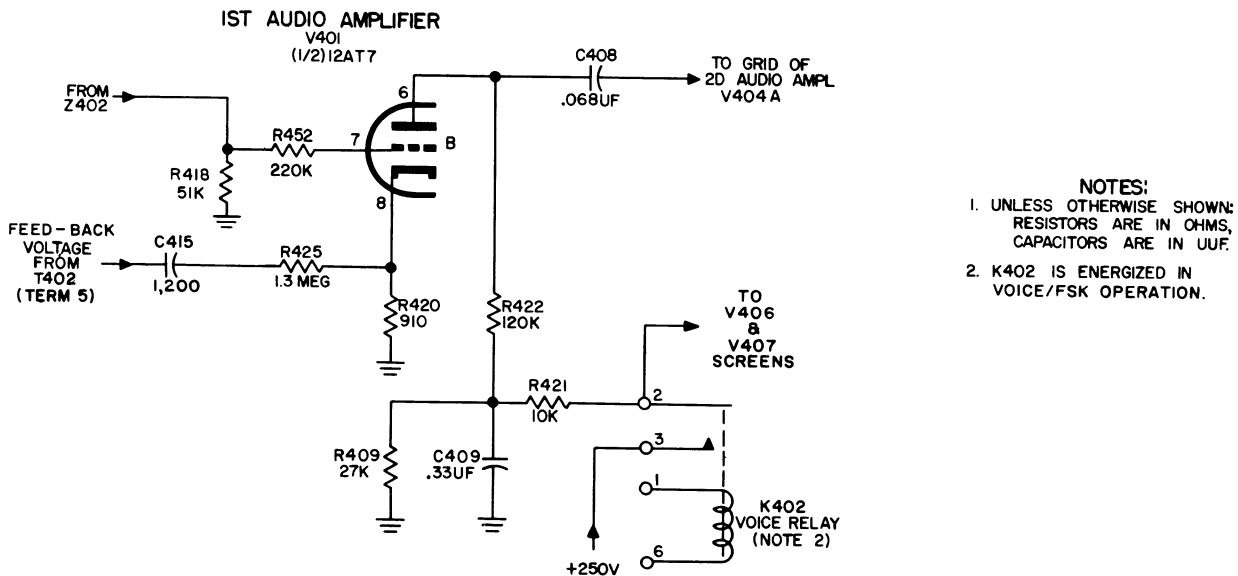 1ST AUDIO AMPLIFIER
V401
(1/2)12AT7
FROM
Z402
R418
51K
R452
220K
6
7
B
8
C408
.068UF
TO GRID OF
2D AUDIO AMPL
V404A
FEED-BACK
VOLTAGE
FROM
T402
(TERM 5)
C415
1,200
R425
1.3 MEG
R420
910
R422
120K
TO
V406
&
V407
SCREENS
R421
10K
2
3
1
6
R409
27K
C409
.33UF
+250V
K402
VOICE RELAY
(NOTE 2)
NOTES:
1. UNLESS OTHERWISE SHOWN:
RESISTORS ARE IN OHMS,
CAPACITORS ARE IN UUF.
2. K402 IS ENERGIZED IN
VOICE/FSK OPERATION.